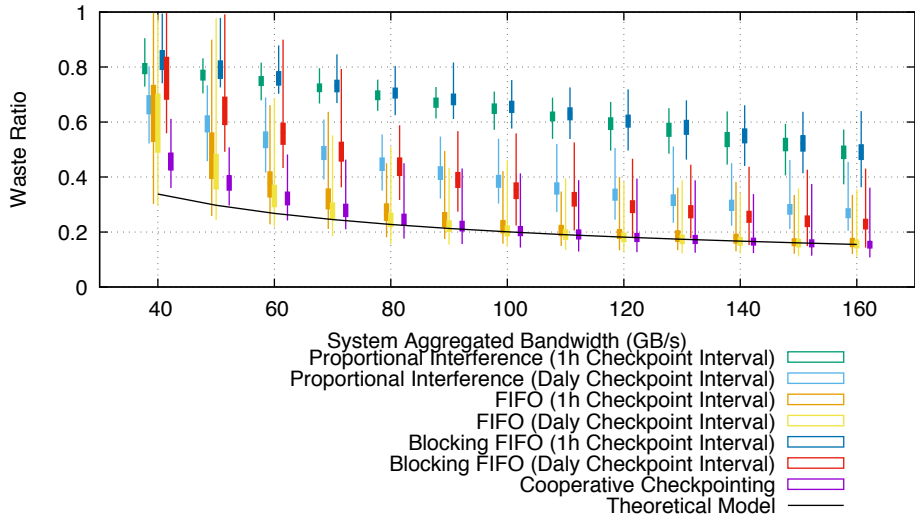 1
0.8
0.6
0.4
0.2
0
Waste Ratio
40 60 80 100 120 140 160
System Aggregated Bandwidth (GB/s)
Proportional Interference (1h Checkpoint Interval)
Proportional Interference (Daly Checkpoint Interval)
FIFO (1h Checkpoint Interval)
FIFO (Daly Checkpoint Interval)
Blocking FIFO (1h Checkpoint Interval)
Blocking FIFO (Daly Checkpoint Interval)
Cooperative Checkpointing
Theoretical Model